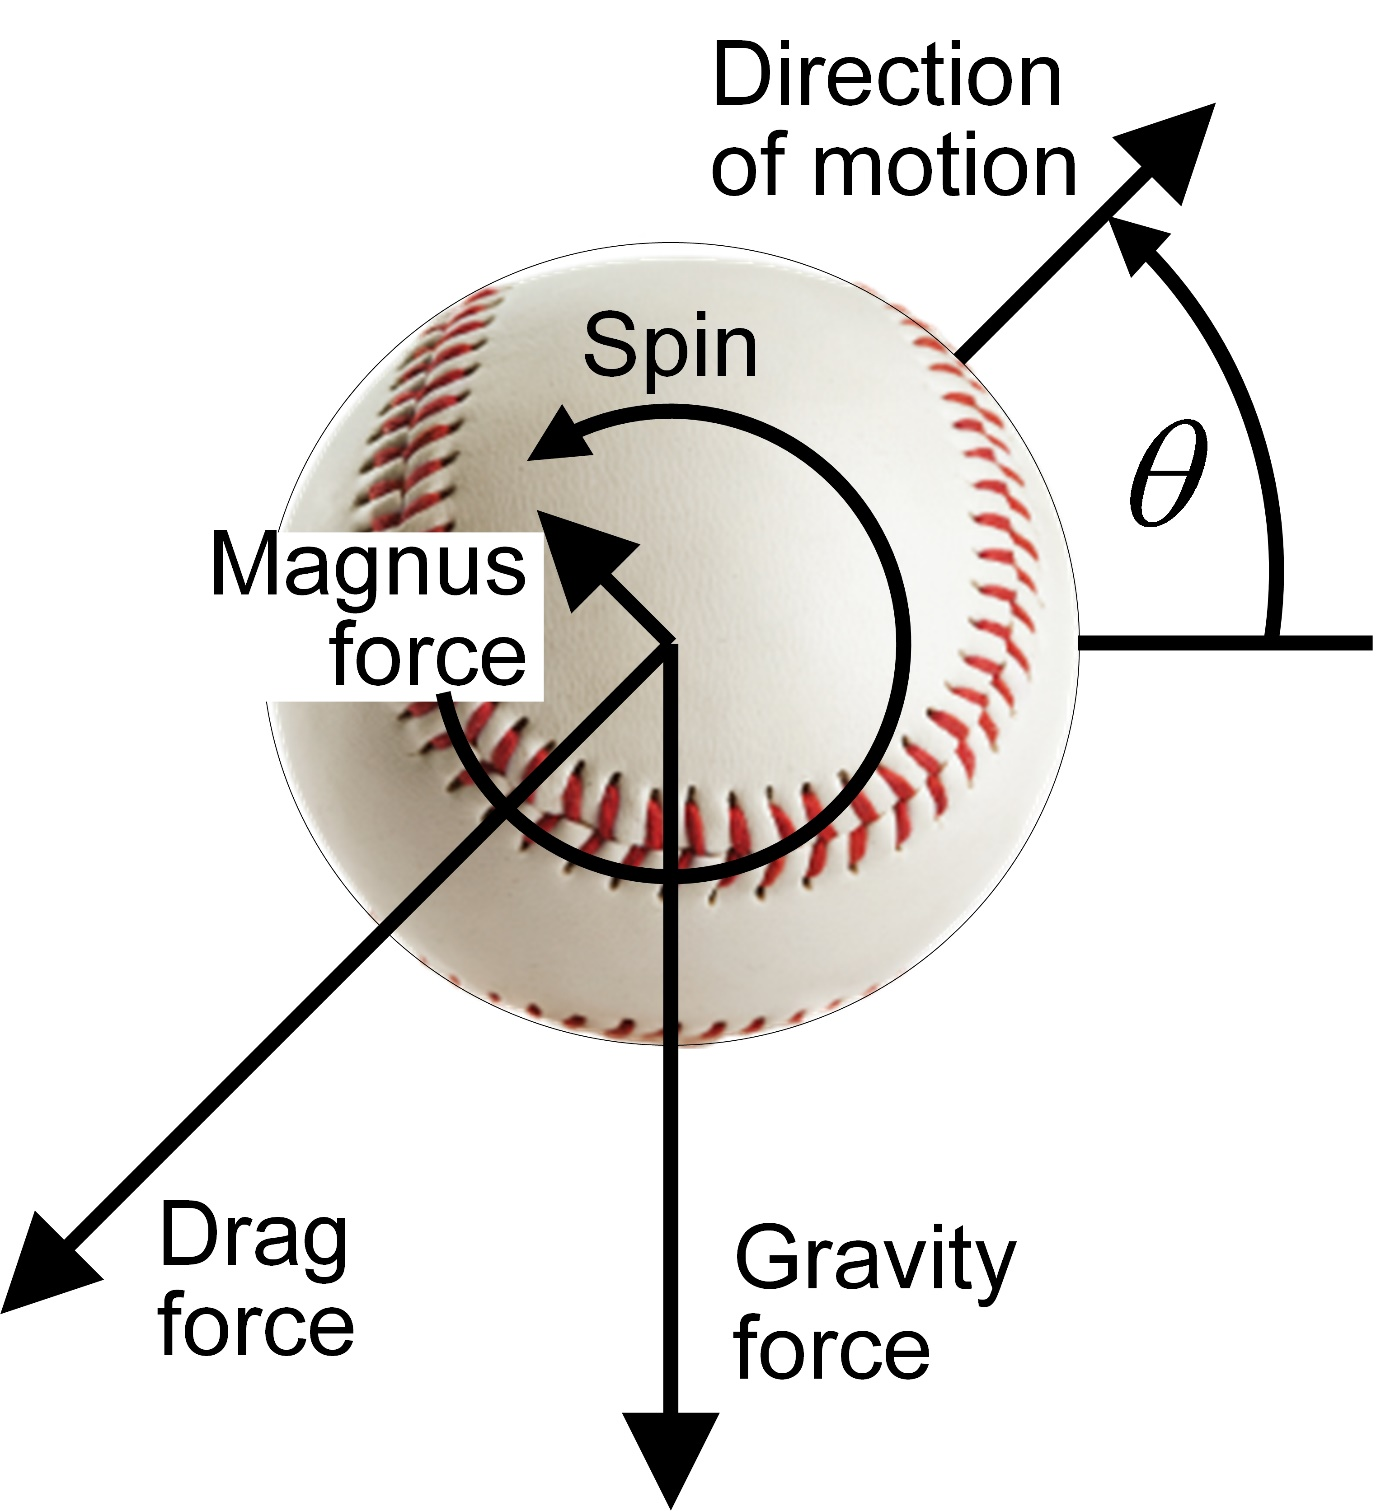 Direction
of motion
Spin
θ
Magnus
force
Drag
force
Gravity
force